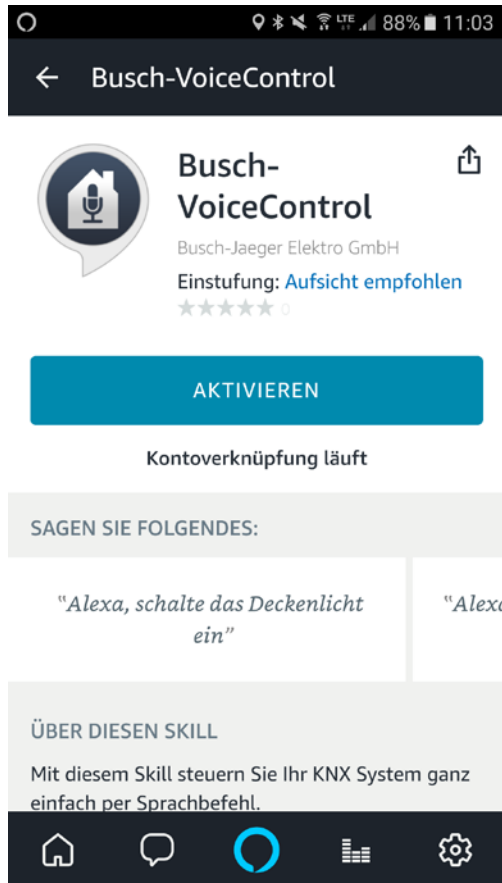 LTE 88% 11:03
Busch-VoiceControl
Busch-
VoiceControl
Busch-Jaeger Elektro GmbH
Einstufung: Aufsicht empfohlen
0
AKTIVIEREN
Kontoverknüpfung läuft
SAGEN SIE FOLGENDES:
"Alexa, schalte das Deckenlicht
ein"
"Alexa
ÜBER DIESEN SKILL
Mit diesem Skill steuern Sie Ihr KNX System ganz
einfach per Sprachbefehl.